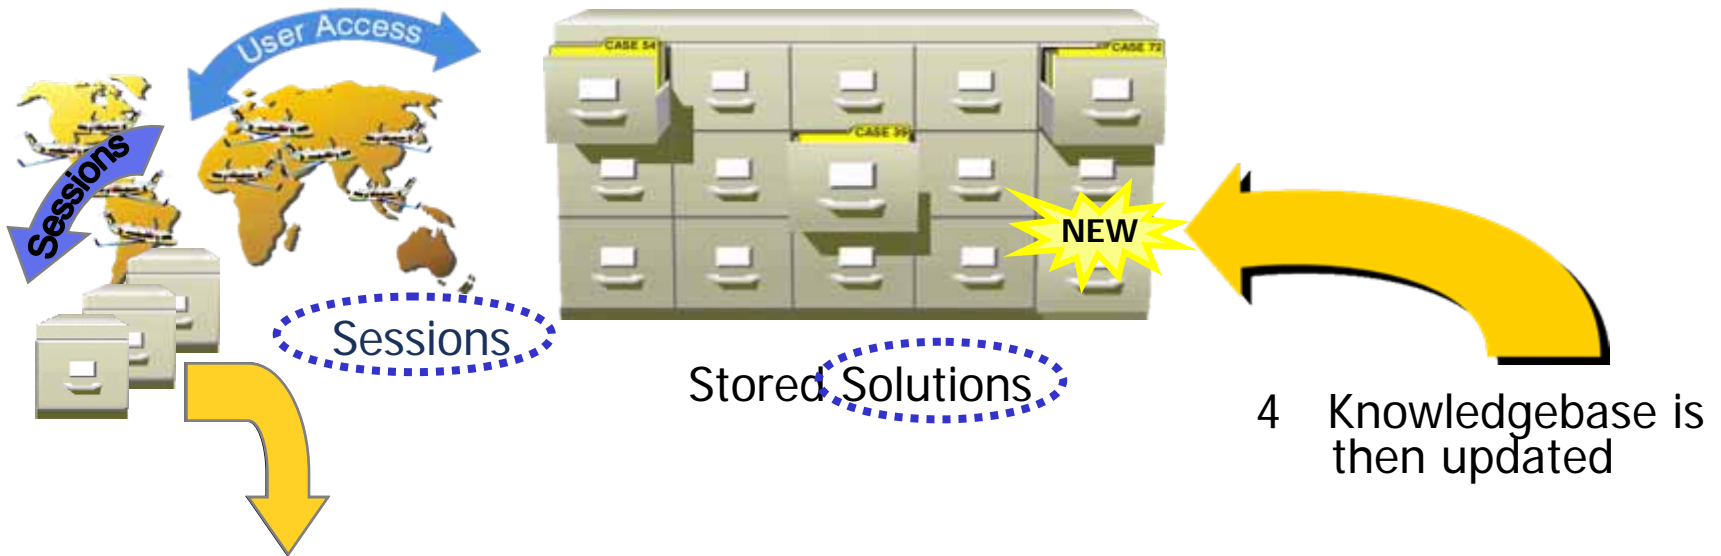 User Access
CASE 54
CASE 72
CASE 39
Sessions
NEW
Sessions
Stored Solutions
4 Knowledgebase is
then updated